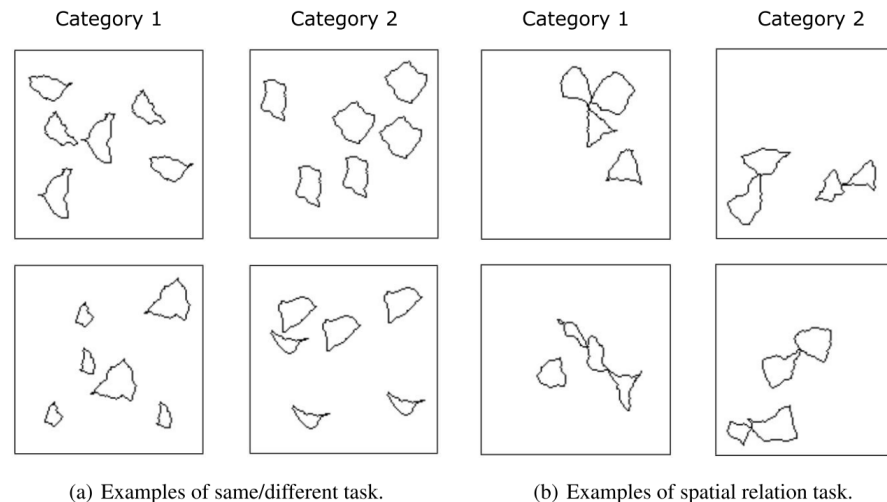 Category 1 Category 2 Category 1 Category 2
(a) Examples of same/different task. (b) Examples of spatial relation task.